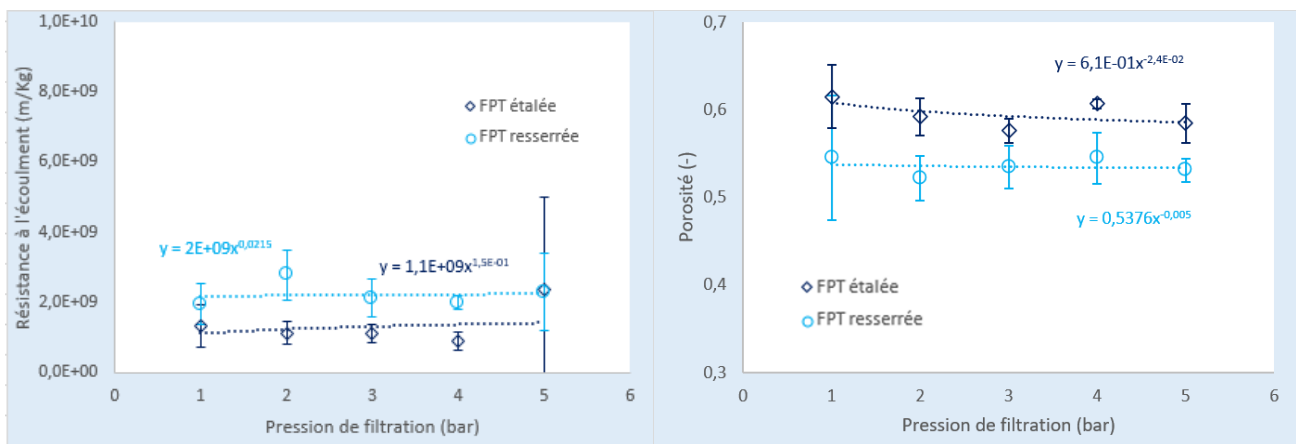 1,0E+10
8,0E+09
6,0E+09
4,0E+09
2,0E+09
0,0E+00
Résistance à l'écoulment (m/Kg)
FPT étalée
FPT resserrée
y = 2E+09x^0,0215
y = 1,1E+09x^1,5E-01
0 1 2 3 4 5 6
Pression de filtration (bar)
0,7
0,6
0,5
0,4
0,3
Porosité (-)
y = 6,1E-01x^-2,4E-02
y = 0,5376x^-0,005
FPT étalée
FPT resserrée
0 1 2 3 4 5 6
Pression de filtration (bar)